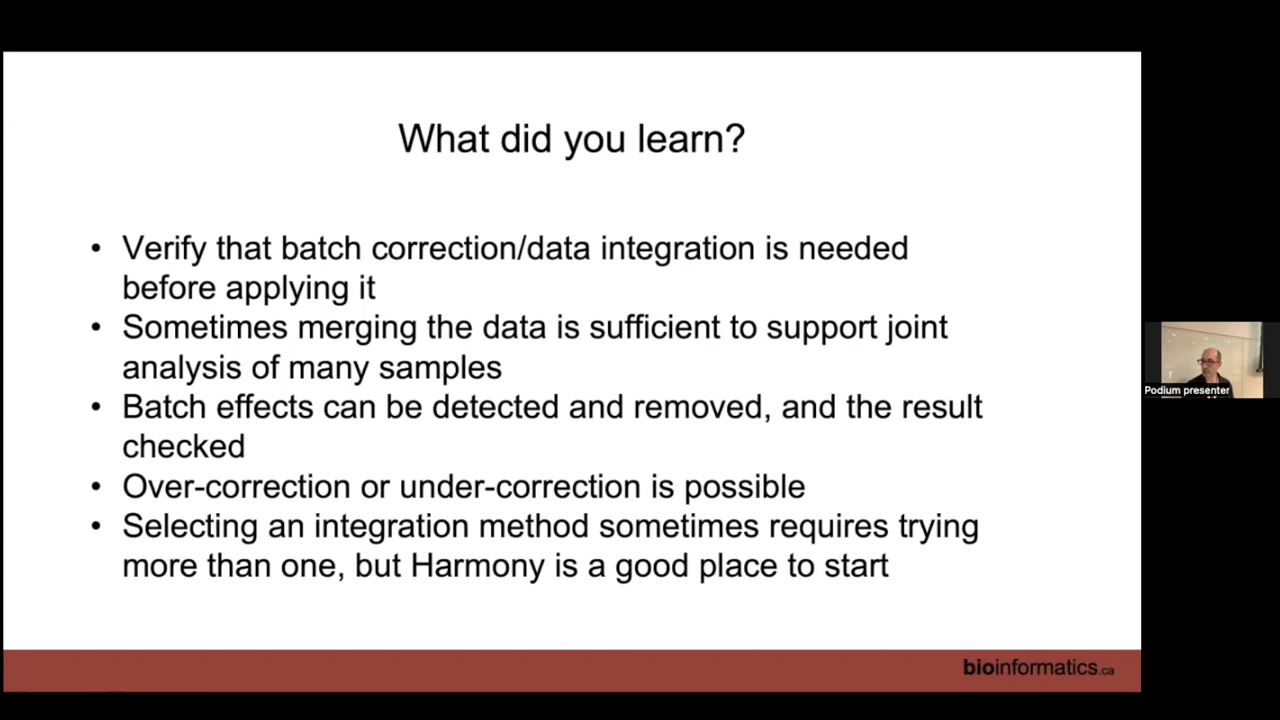 What did you learn?
• Verify that batch correction/data integration is needed
before applying it
• Sometimes merging the data is sufficient to support joint
analysis of many samples
• Batch effects can be detected and removed, and the result
checked
• Over-correction or under-correction is possible
• Selecting an integration method sometimes requires trying
more than one, but Harmony is a good place to start
Podium presenter
bioinformatics.ca